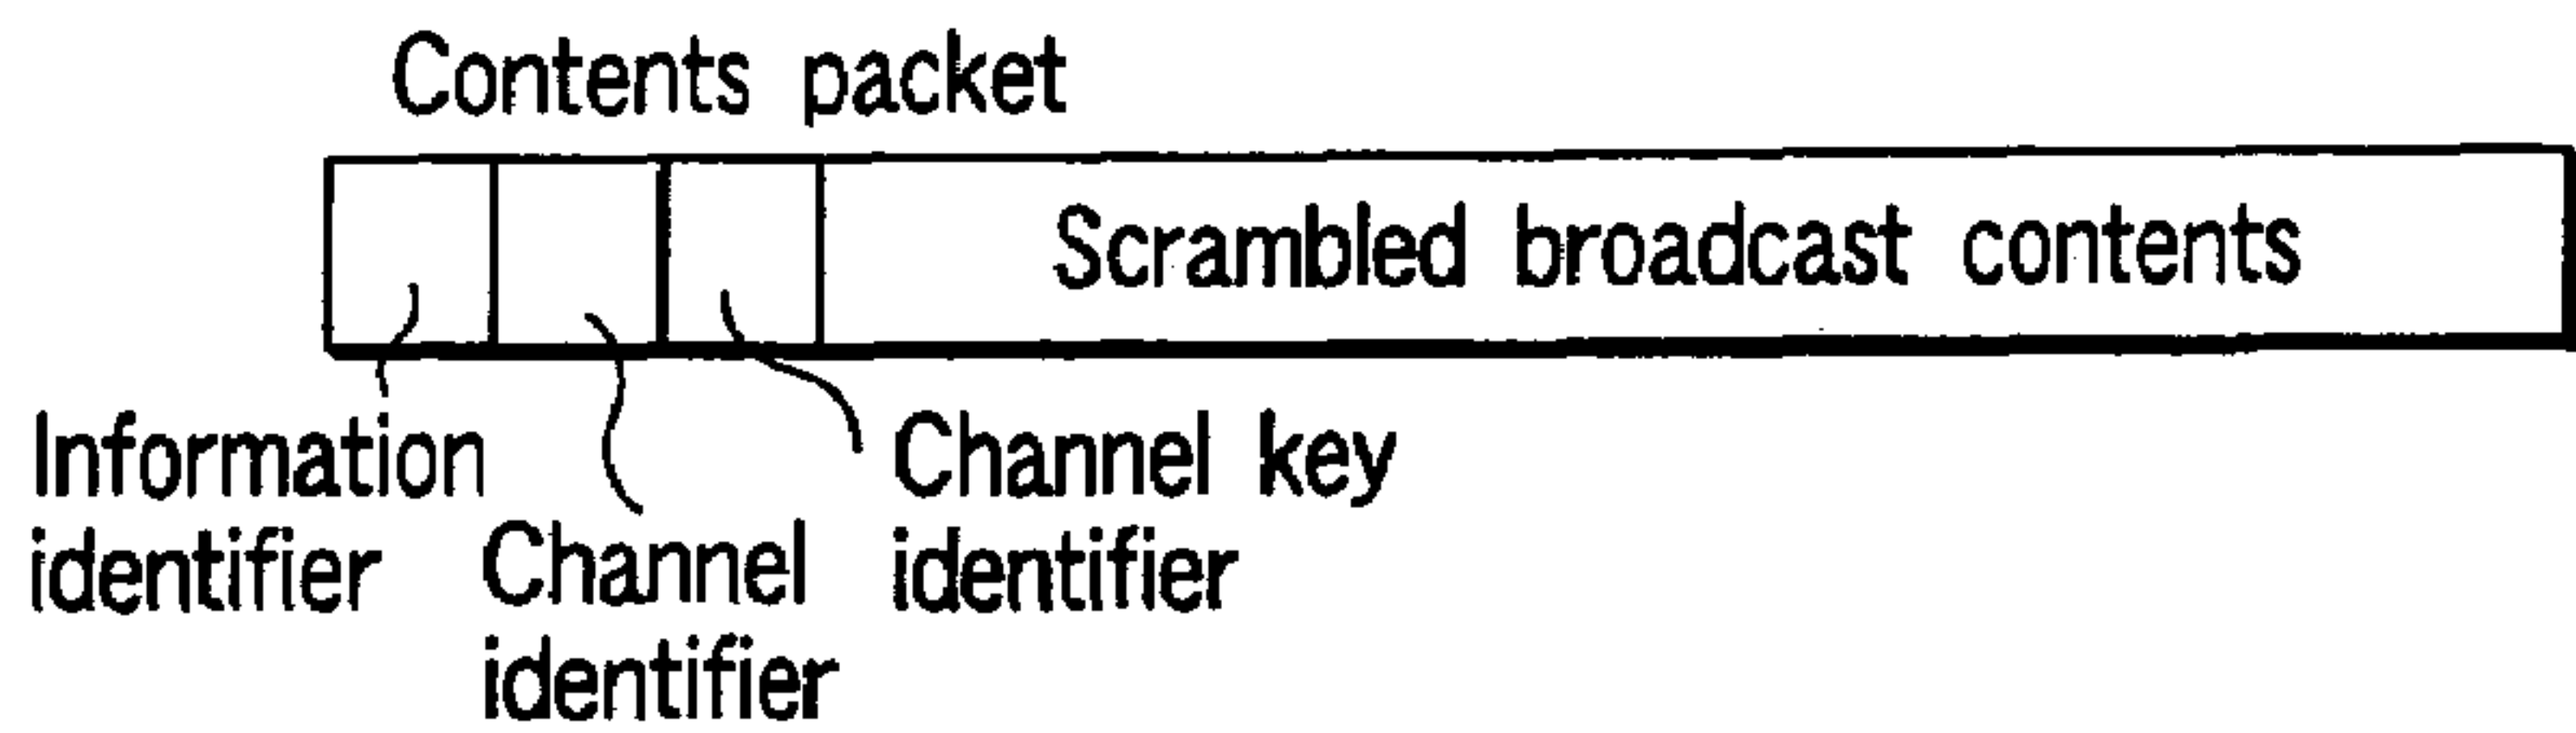 Contents packet
Scrambled broadcast contents
Information
identifier
Channel
identifier
Channel key
identifier